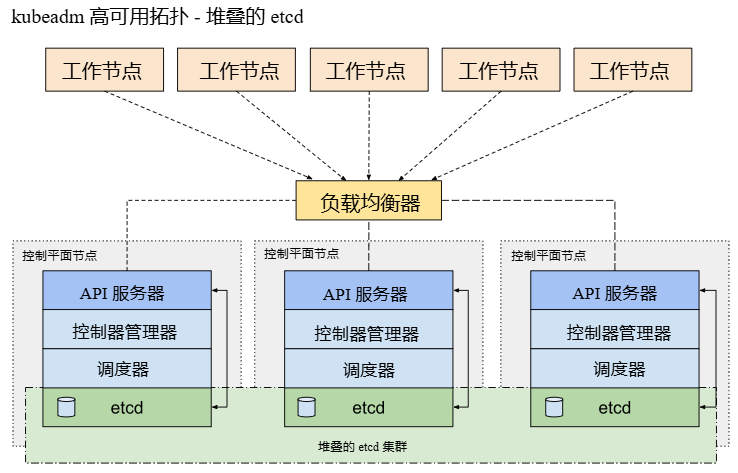 kubeadm 高可用拓扑 - 堆叠的 etcd
工作节点
工作节点
工作节点
工作节点
工作节点
负载均衡器
控制平面节点
API 服务器
控制器管理器
调度器
etcd
控制平面节点
API 服务器
控制器管理器
调度器
etcd
控制平面节点
API 服务器
控制器管理器
调度器
etcd
堆叠的 etcd 集群